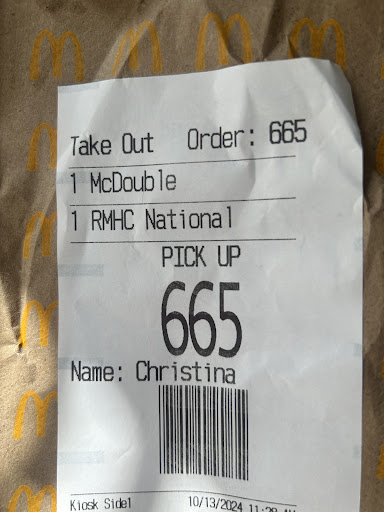 Take Out Order: 665
1 McDouble
1 RMHC National
PICK UP
665
Name: Christina
Kiosk Side1 10/13/2024